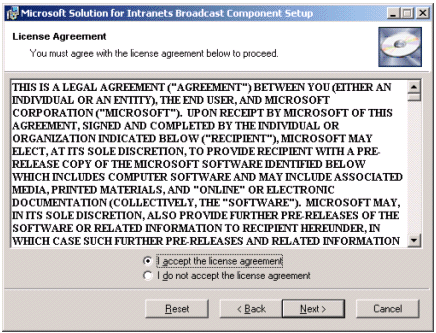 Microsoft Solution for Intranets Broadcast Component Setup
License Agreement
You must agree with the license agreement below to proceed.
THIS IS A LEGAL AGREEMENT ("AGREEMENT") BETWEEN YOU (EITHER AN
INDIVIDUAL OR AN ENTITY), THE END USER, AND MICROSOFT
CORPORATION ("MICROSOFT"). UPON RECEIPT BY MICROSOFT OF THIS
AGREEMENT, SIGNED AND COMPLETED BY THE INDIVIDUAL OR
ORGANIZATION INDICATED BELOW ("RECIPIENT"), MICROSOFT MAY
ELECT, AT ITS SOLE DISCRETION, TO PROVIDE RECIPIENT WITH A PRE-
RELEASE COPY OF THE MICROSOFT SOFTWARE IDENTIFIED BELOW
WHICH INCLUDES COMPUTER SOFTWARE AND MAY INCLUDE ASSOCIATED
MEDIA, PRINTED MATERIALS, AND "ONLINE" OR ELECTRONIC
DOCUMENTATION (COLLECTIVELY, THE "SOFTWARE"). MICROSOFT MAY,
IN ITS SOLE DISCRETION, ALSO PROVIDE FURTHER PRE-RELEASES OF THE
SOFTWARE OR RELATED INFORMATION TO RECIPIENT HEREUNDER, IN
WHICH CASE SUCH FURTHER PRE-RELEASES AND RELATED INFORMATION
I accept the license agreement
I do not accept the license agreement
Reset < Back Next > Cancel